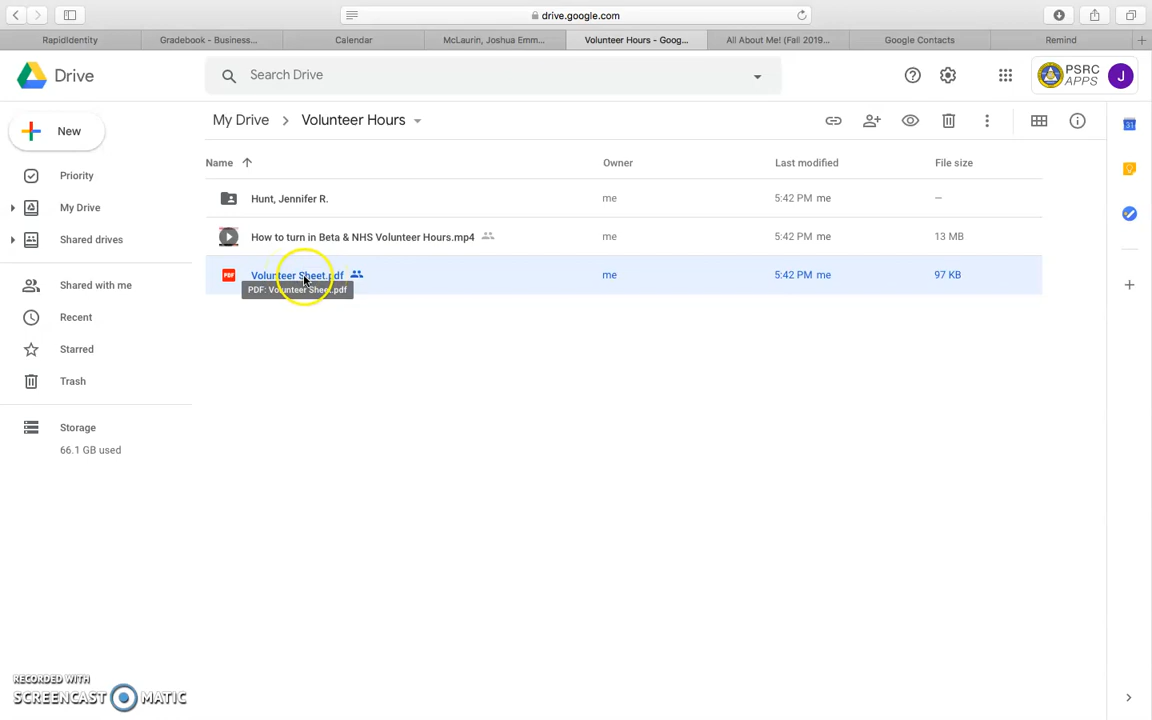 drive.google.com
RapidIdentity
Gradebook - Business...
Calendar
McLaurin, Joshua Emm...
Volunteer Hours - Goog...
All About Me! (Fall 2019...
Google Contacts
Remind
Drive
Search Drive
PSRC
APPS
J
New
My Drive
Volunteer Hours
31
Name
Owner
Last modified
File size
Priority
My Drive
Shared drives
Shared with me
Recent
Starred
Trash
Storage
66.1 GB used
Hunt, Jennifer R.
me
5:42 PM me
–
How to turn in Beta & NHS Volunteer Hours.mp4
me
5:42 PM me
13 MB
PDF
Volunteer Sheet.pdf
me
5:42 PM me
97 KB
PDF: Volunteer Sheet.pdf
RECORDED WITH
SCREENCAST MATIC